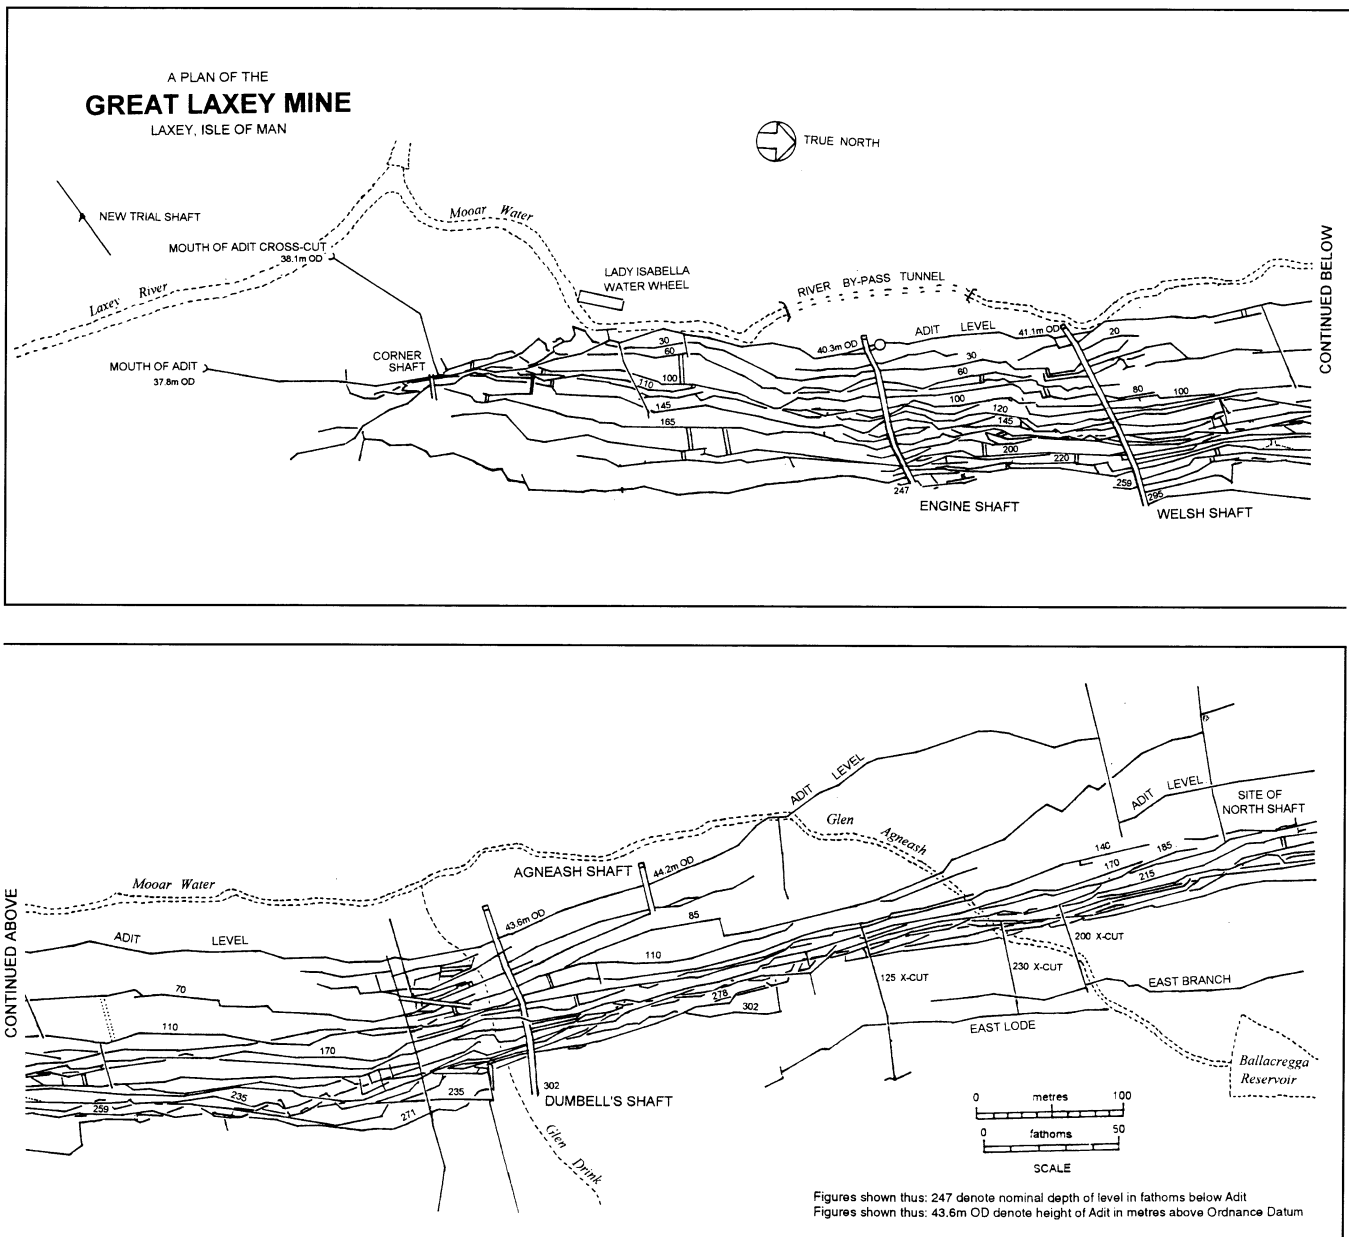 A PLAN OF THE
GREAT LAXEY MINE
LAXEY, ISLE OF MAN
TRUE NORTH
NEW TRIAL SHAFT
Mooar Water
MOUTH OF ADIT CROSS-CUT
38.1m OD
Laxey River
LADY ISABELLA
WATER WHEEL
RIVER BY-PASS TUNNEL
CONTINUED BELOW
MOUTH OF ADIT
37.8m OD
CORNER
SHAFT
30
60
100
110
145
165
40.3m OD
ADIT LEVEL
41.1m OD
20
30
60
80
100
100
120
145
200
220
247
259
295
ENGINE SHAFT
WELSH SHAFT
CONTINUED ABOVE
Mooar Water
ADIT LEVEL
70
110
170
235
259
271
235
AGNEASH SHAFT
44.2m OD
43.6m OD
85
110
278
302
302
DUMBELL'S SHAFT
Glen Drink
ADIT LEVEL
Glen Agneash
ADIT LEVEL
SITE OF
NORTH SHAFT
140
170
185
215
200 X-CUT
230 X-CUT
125 X-CUT
EAST BRANCH
EAST LODE
Ballacregga
Reservoir
0 metres 100
0 fathoms 50
SCALE
Figures shown thus: 247 denote nominal depth of level in fathoms below Adit
Figures shown thus: 43.6m OD denote height of Adit in metres above Ordnance Datum